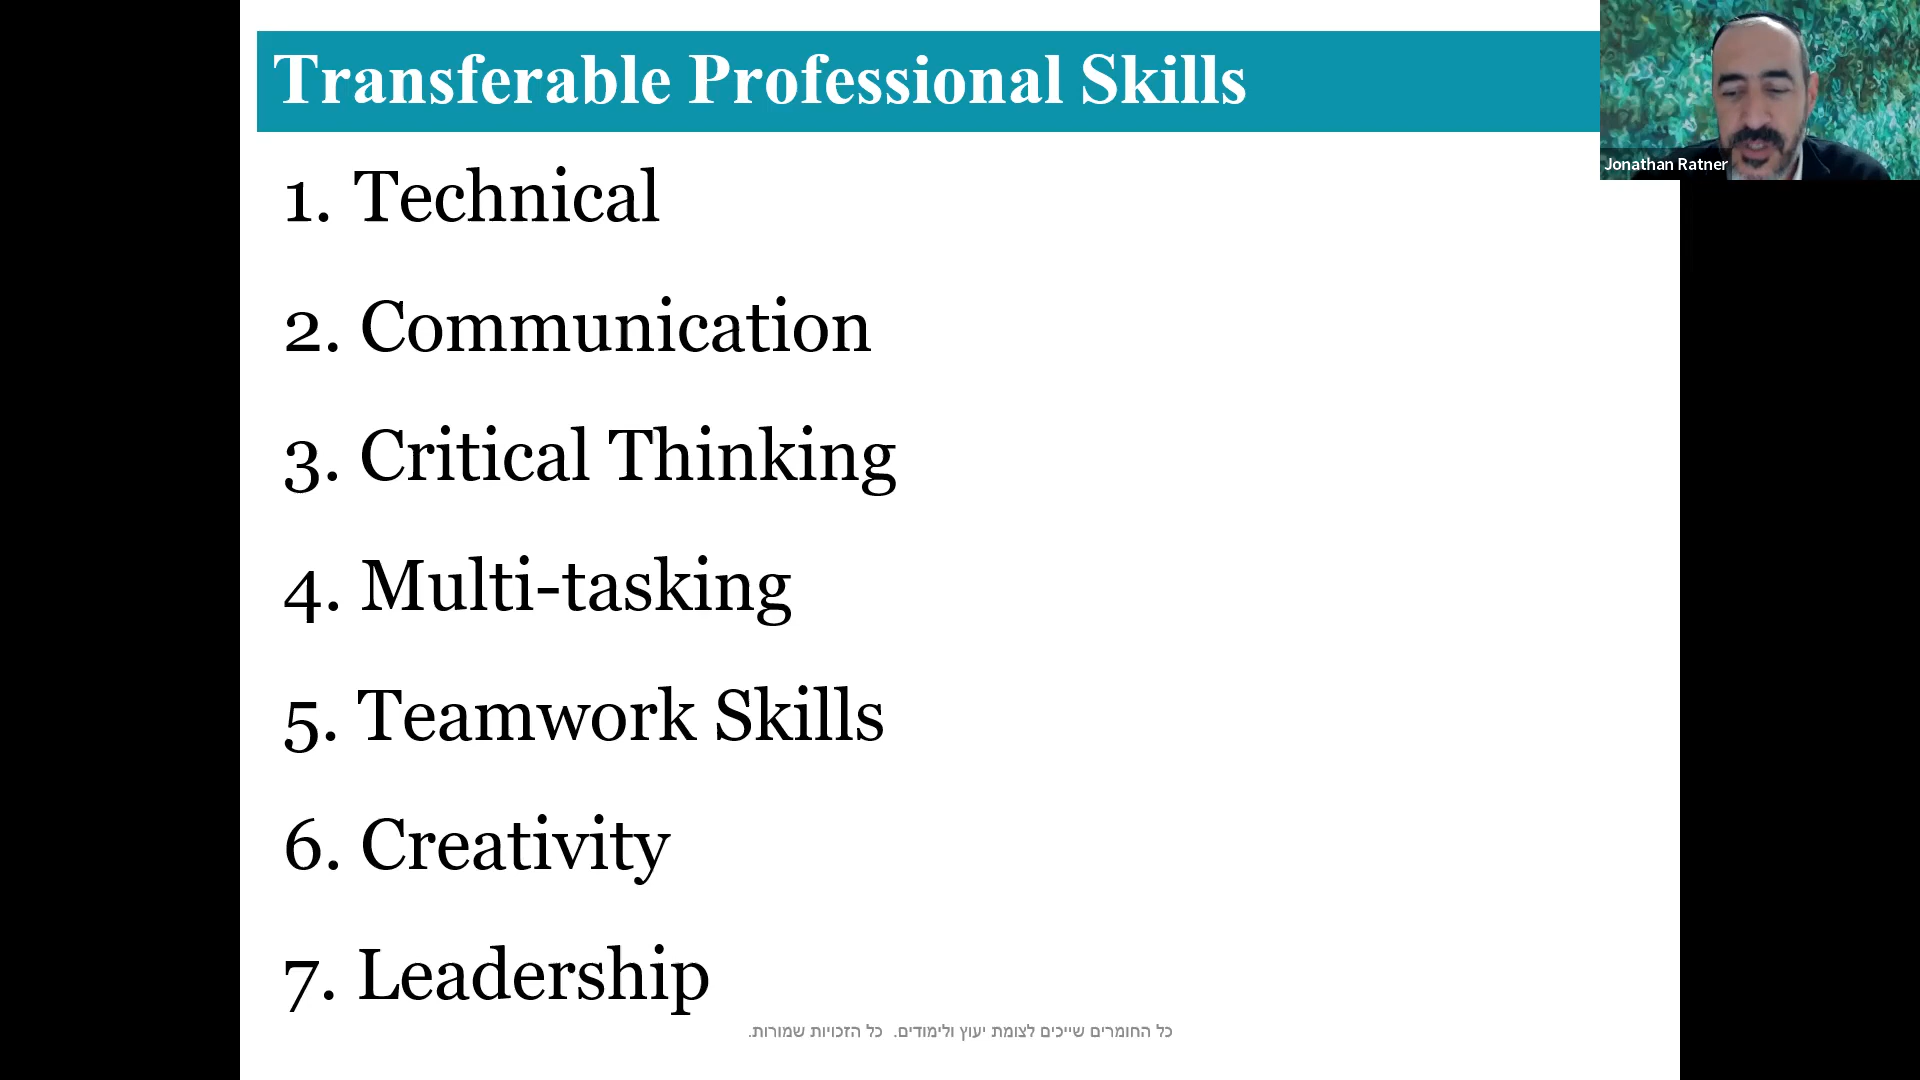 Transferable Professional Skills
Jonathan Ratner
1. Technical
2. Communication
3. Critical Thinking
4. Multi-tasking
5. Teamwork Skills
6. Creativity
7. Leadership
כל החומרים שייכים לצומת יעוץ ולימודים. כל הזכויות שמורות.